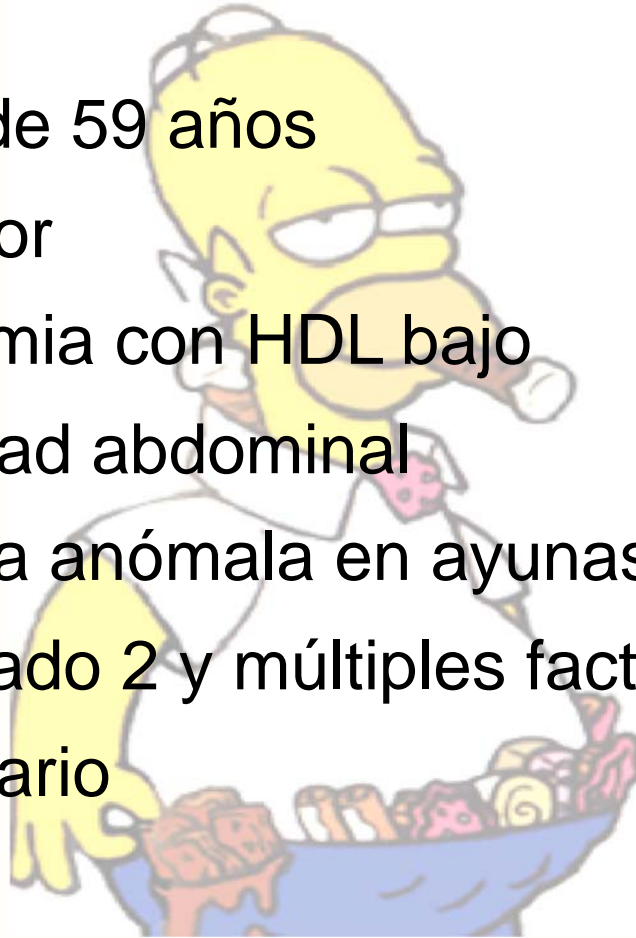 de 59 años
or
mia con HDL bajo
ad abdominal
a anómala en ayunas
ado 2 y múltiples fact
ario